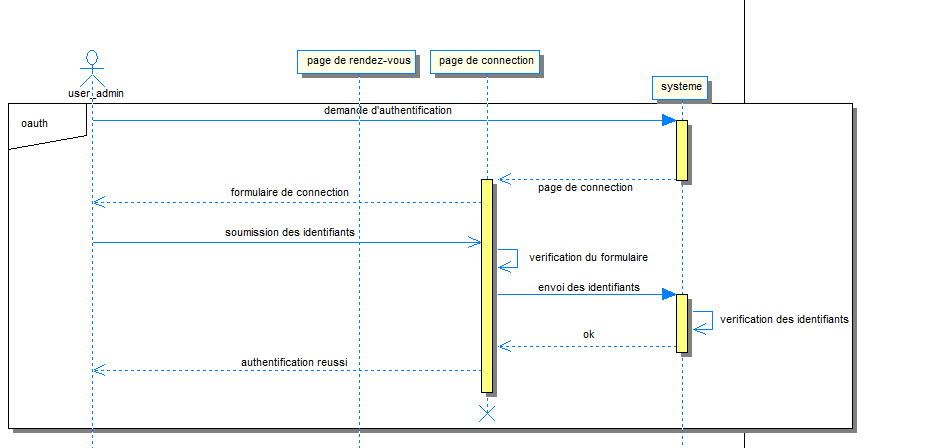 page de rendez-vous
page de connection
systeme
user_admin
demande d'authentification
oauth
page de connection
formulaire de connection
soumission des identifiants
verification du formulaire
envoi des identifiants
verification des identifiants
ok
authentification reussi